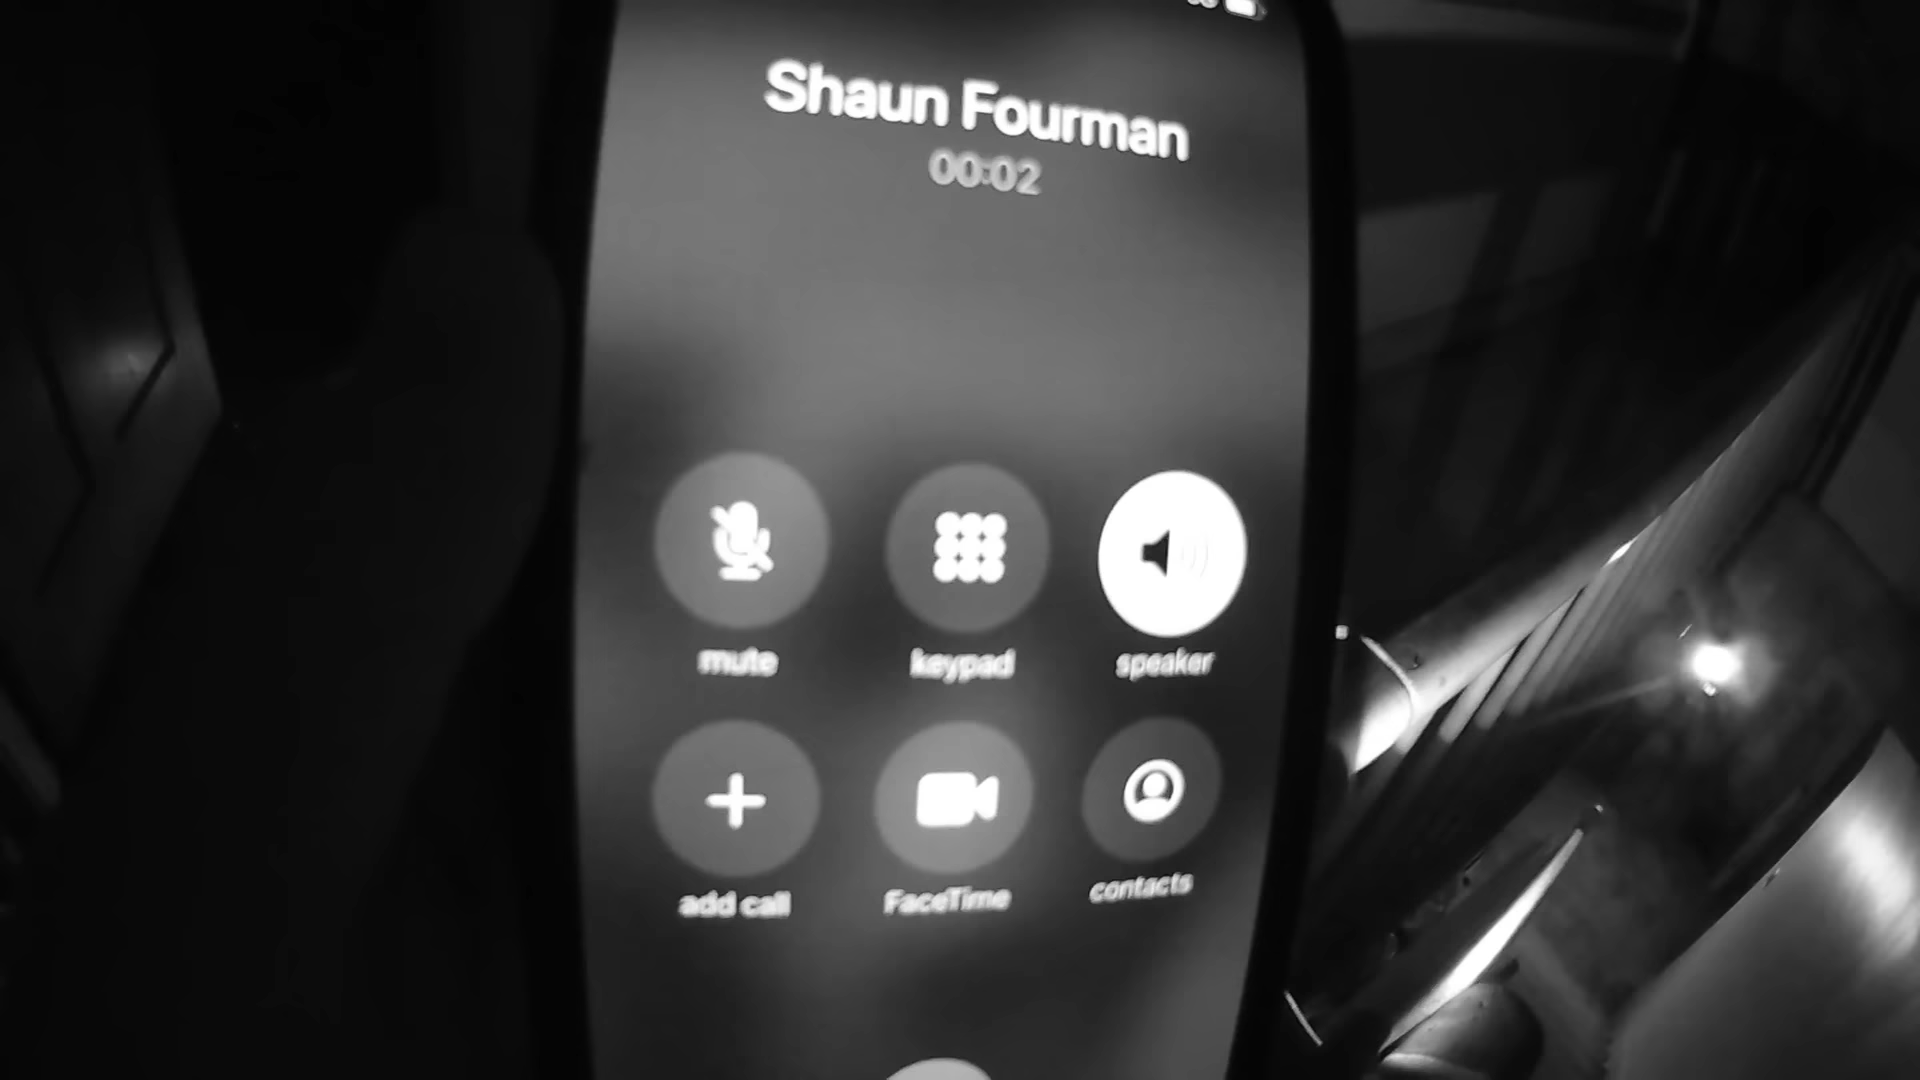 Shaun Fourman
00:02
mute
keypad
speaker
add call
FaceTime
contacts